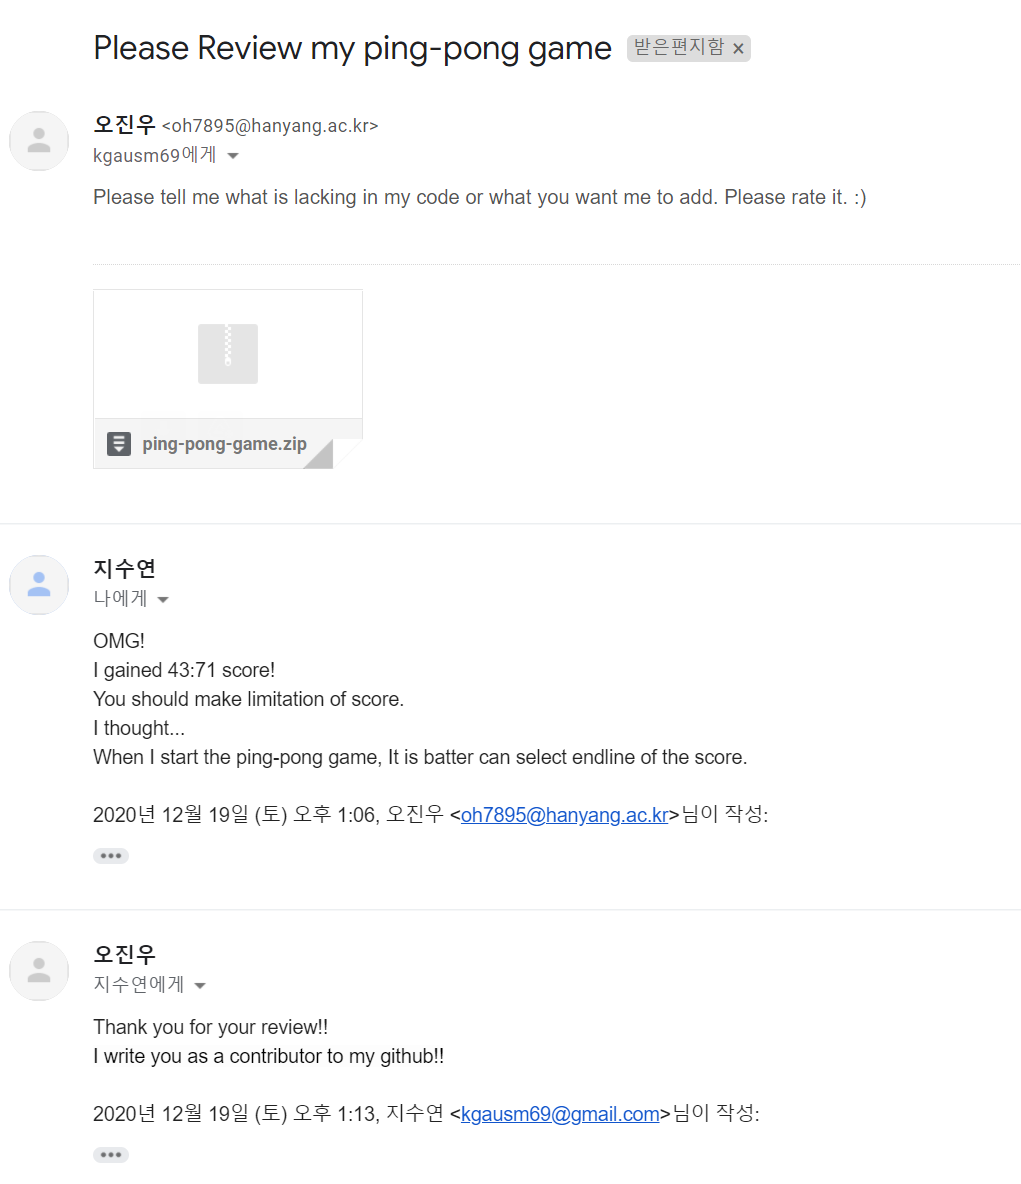 Please Review my ping-pong game 받은편지함 ×
오진우 <oh7895@hanyang.ac.kr>
kgausm69에게
Please tell me what is lacking in my code or what you want me to add. Please rate it. :)
ping-pong-game.zip
지수연
나에게
OMG!
I gained 43:71 score!
You should make limitation of score.
I thought...
When I start the ping-pong game, It is batter can select endline of the score.
2020년 12월 19일 (토) 오후 1:06, 오진우 <oh7895@hanyang.ac.kr>님이 작성:
오진우
지수연에게
Thank you for your review!!
I write you as a contributor to my github!!
2020년 12월 19일 (토) 오후 1:13, 지수연 <kgausm69@gmail.com>님이 작성: